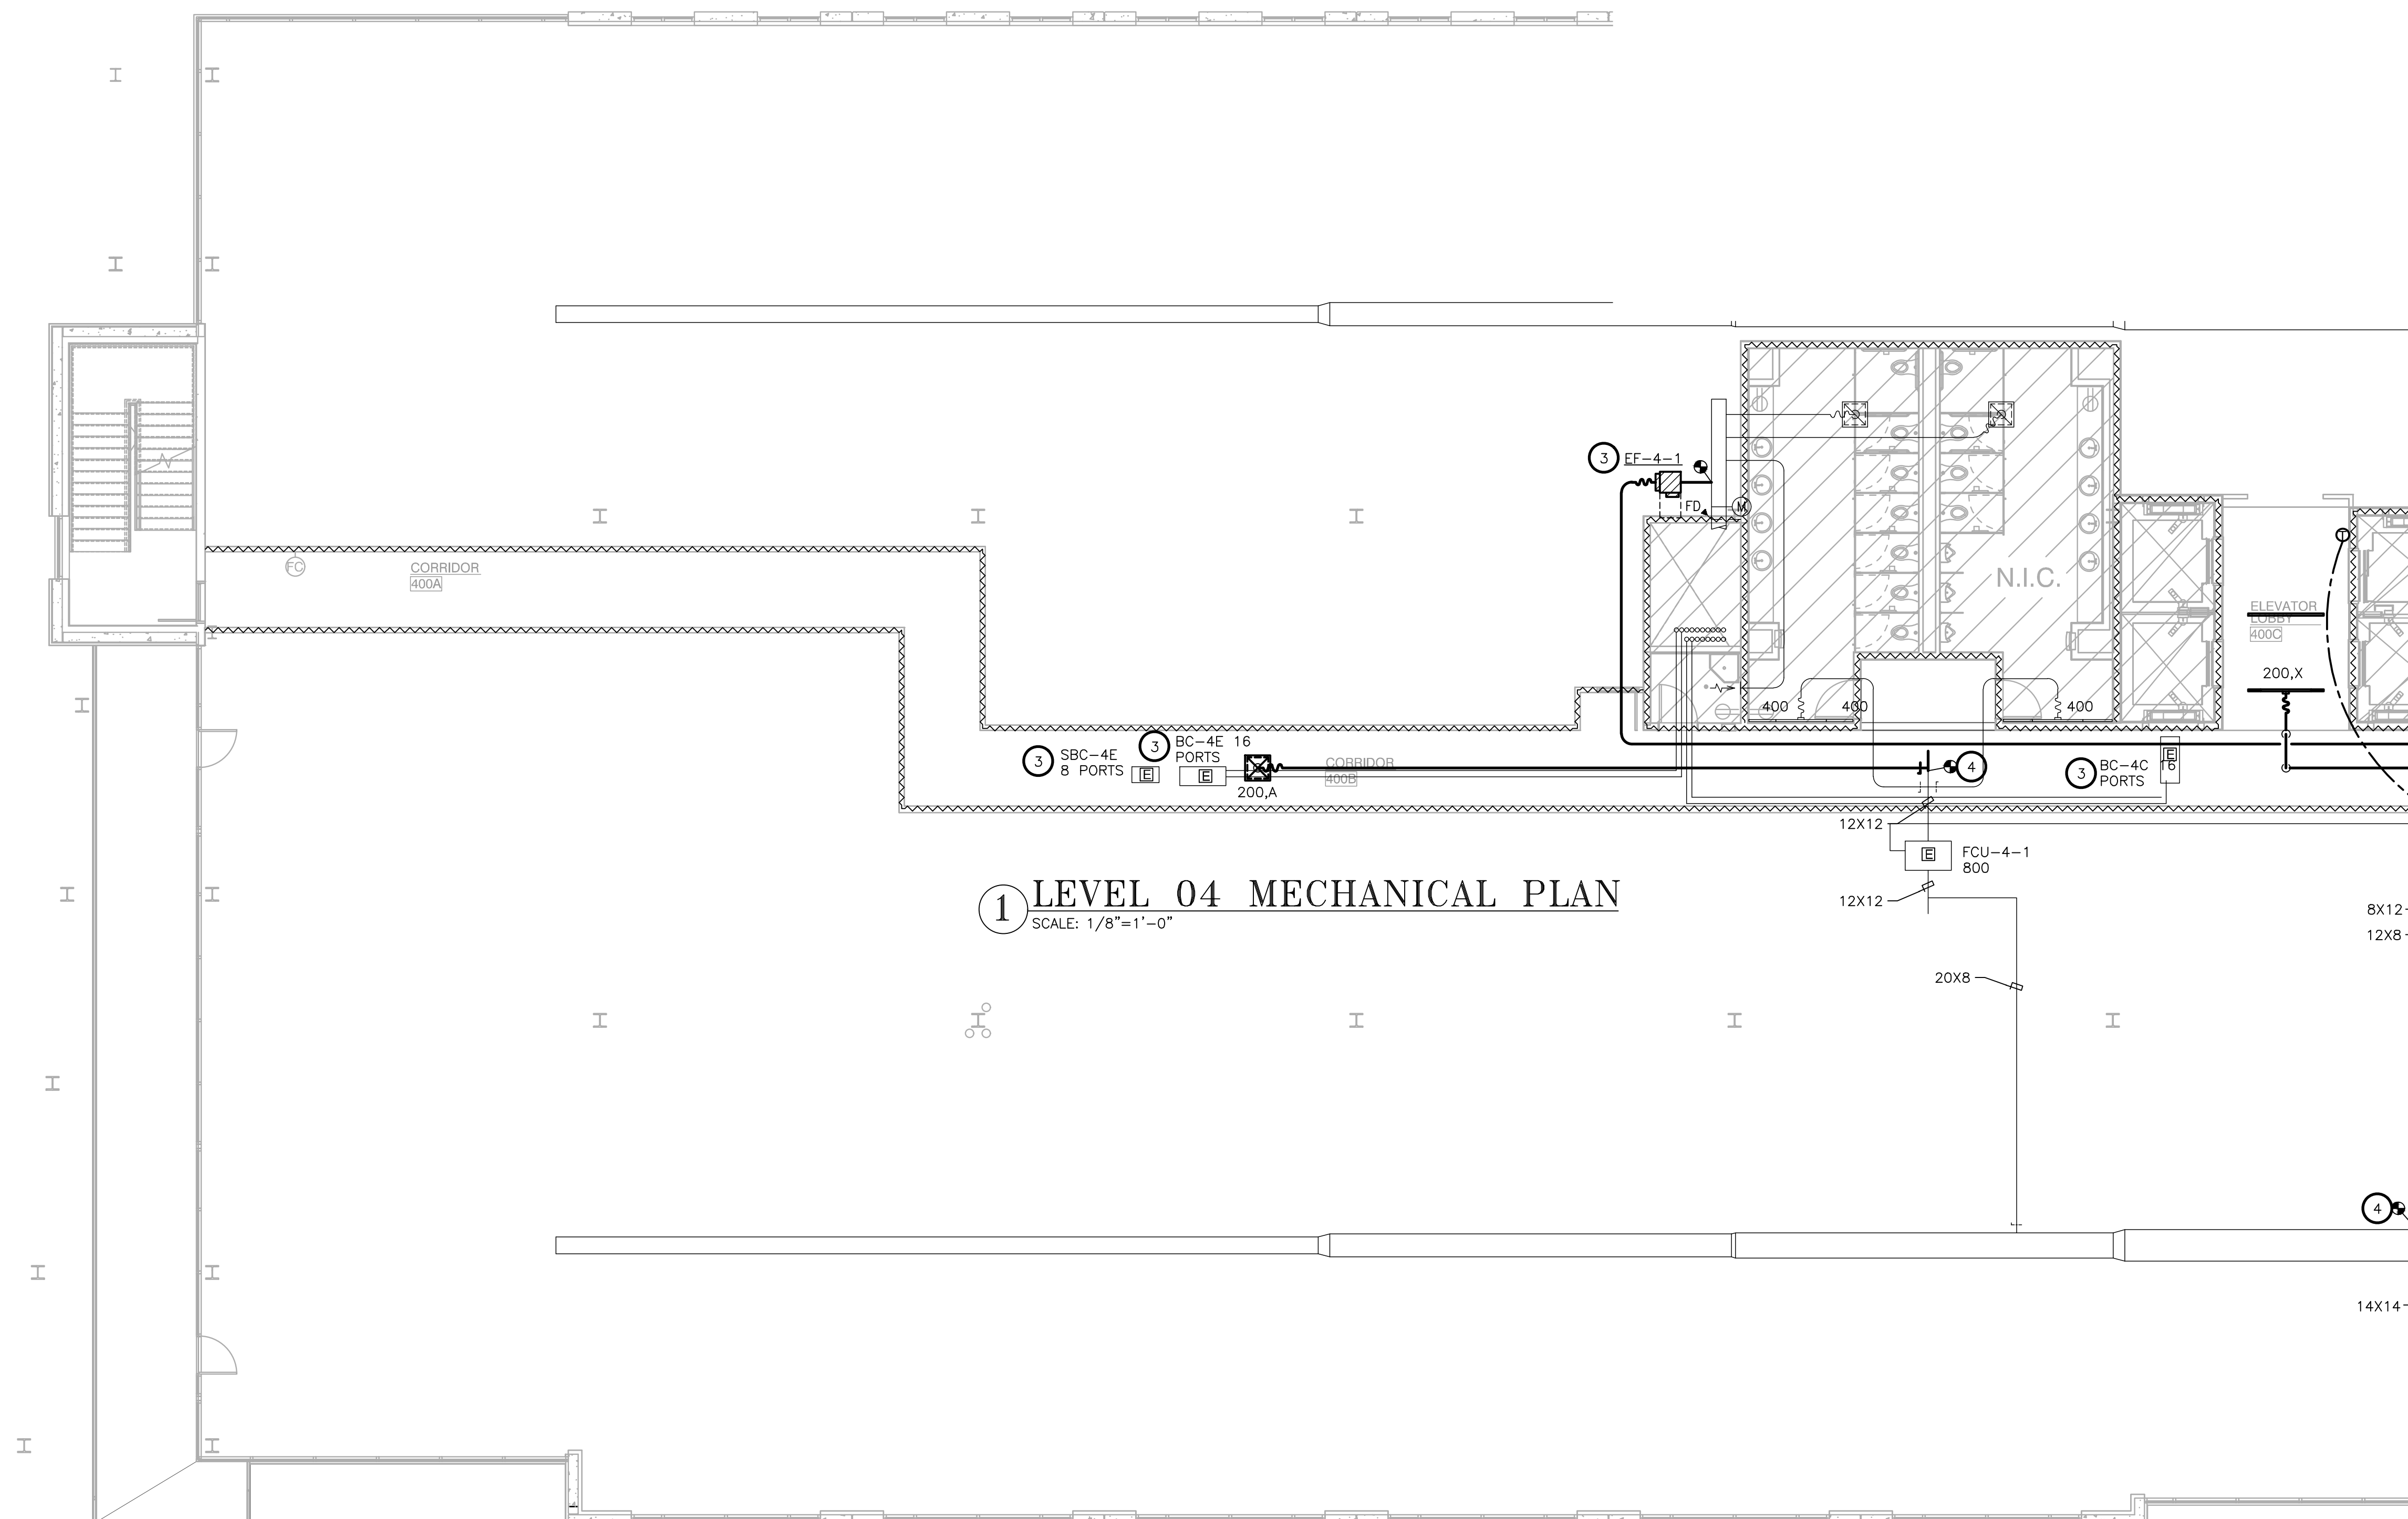 3 EF-4-1
FD
M
FC
CORRIDOR
400A
N.I.C.
T
ELEVATOR
LOBBY
400C
200,X
400
400
400
3 SBC-4E
8 PORTS
E
3 BC-4E 16
PORTS
E
200,A
CORRIDOR
400B
4
3 BC-4C 16
PORTS
E
12X12
E
FCU-4-1
800
12X12
1 LEVEL 04 MECHANICAL PLAN
SCALE: 1/8"=1'-0"
8X12
12X8
20X8
4
14X14